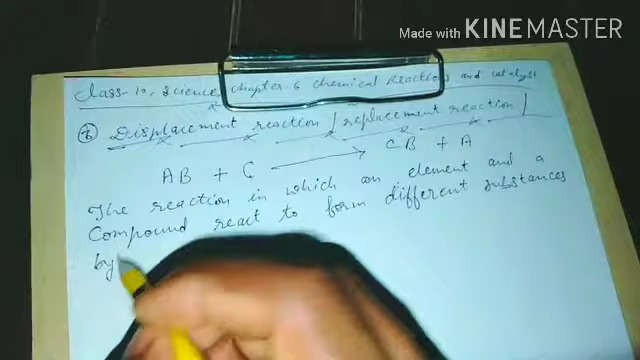 Made with KINEMASTER
Class-10, Science, chapter-6 chemical Reactions and catalyst
⑦ Displacement reaction / replacement reaction /
AB + C → CB + A
The reaction in which an element and a
Compound react to form different substances
by